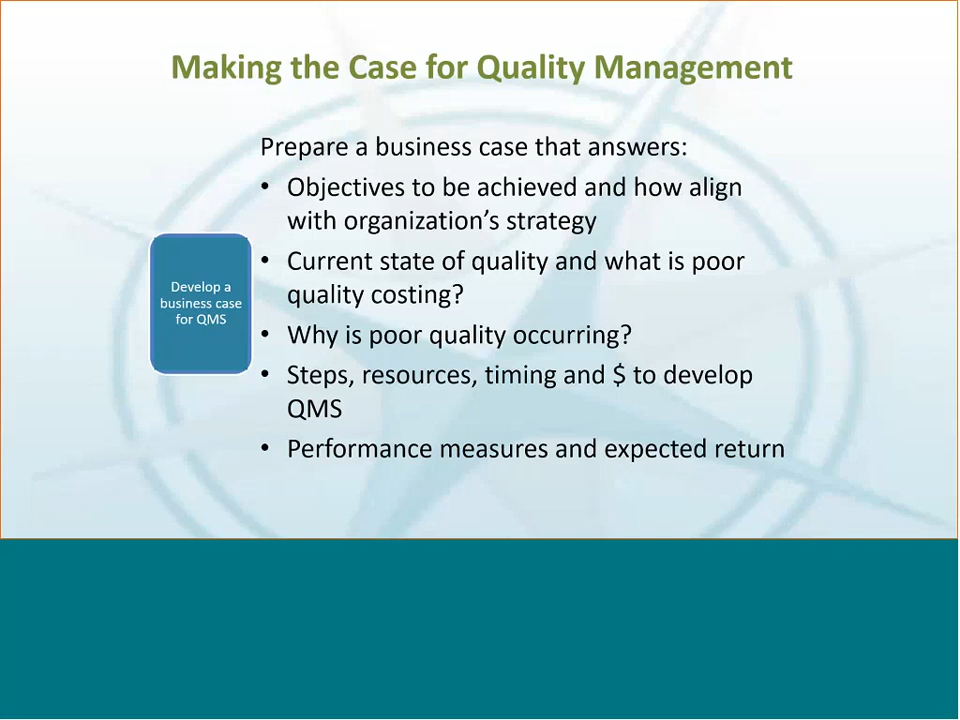 Making the Case for Quality Management
Prepare a business case that answers:
• Objectives to be achieved and how align
with organization’s strategy
• Current state of quality and what is poor
quality costing?
• Why is poor quality occurring?
• Steps, resources, timing and $ to develop
QMS
• Performance measures and expected return
Develop a
business case
for QMS